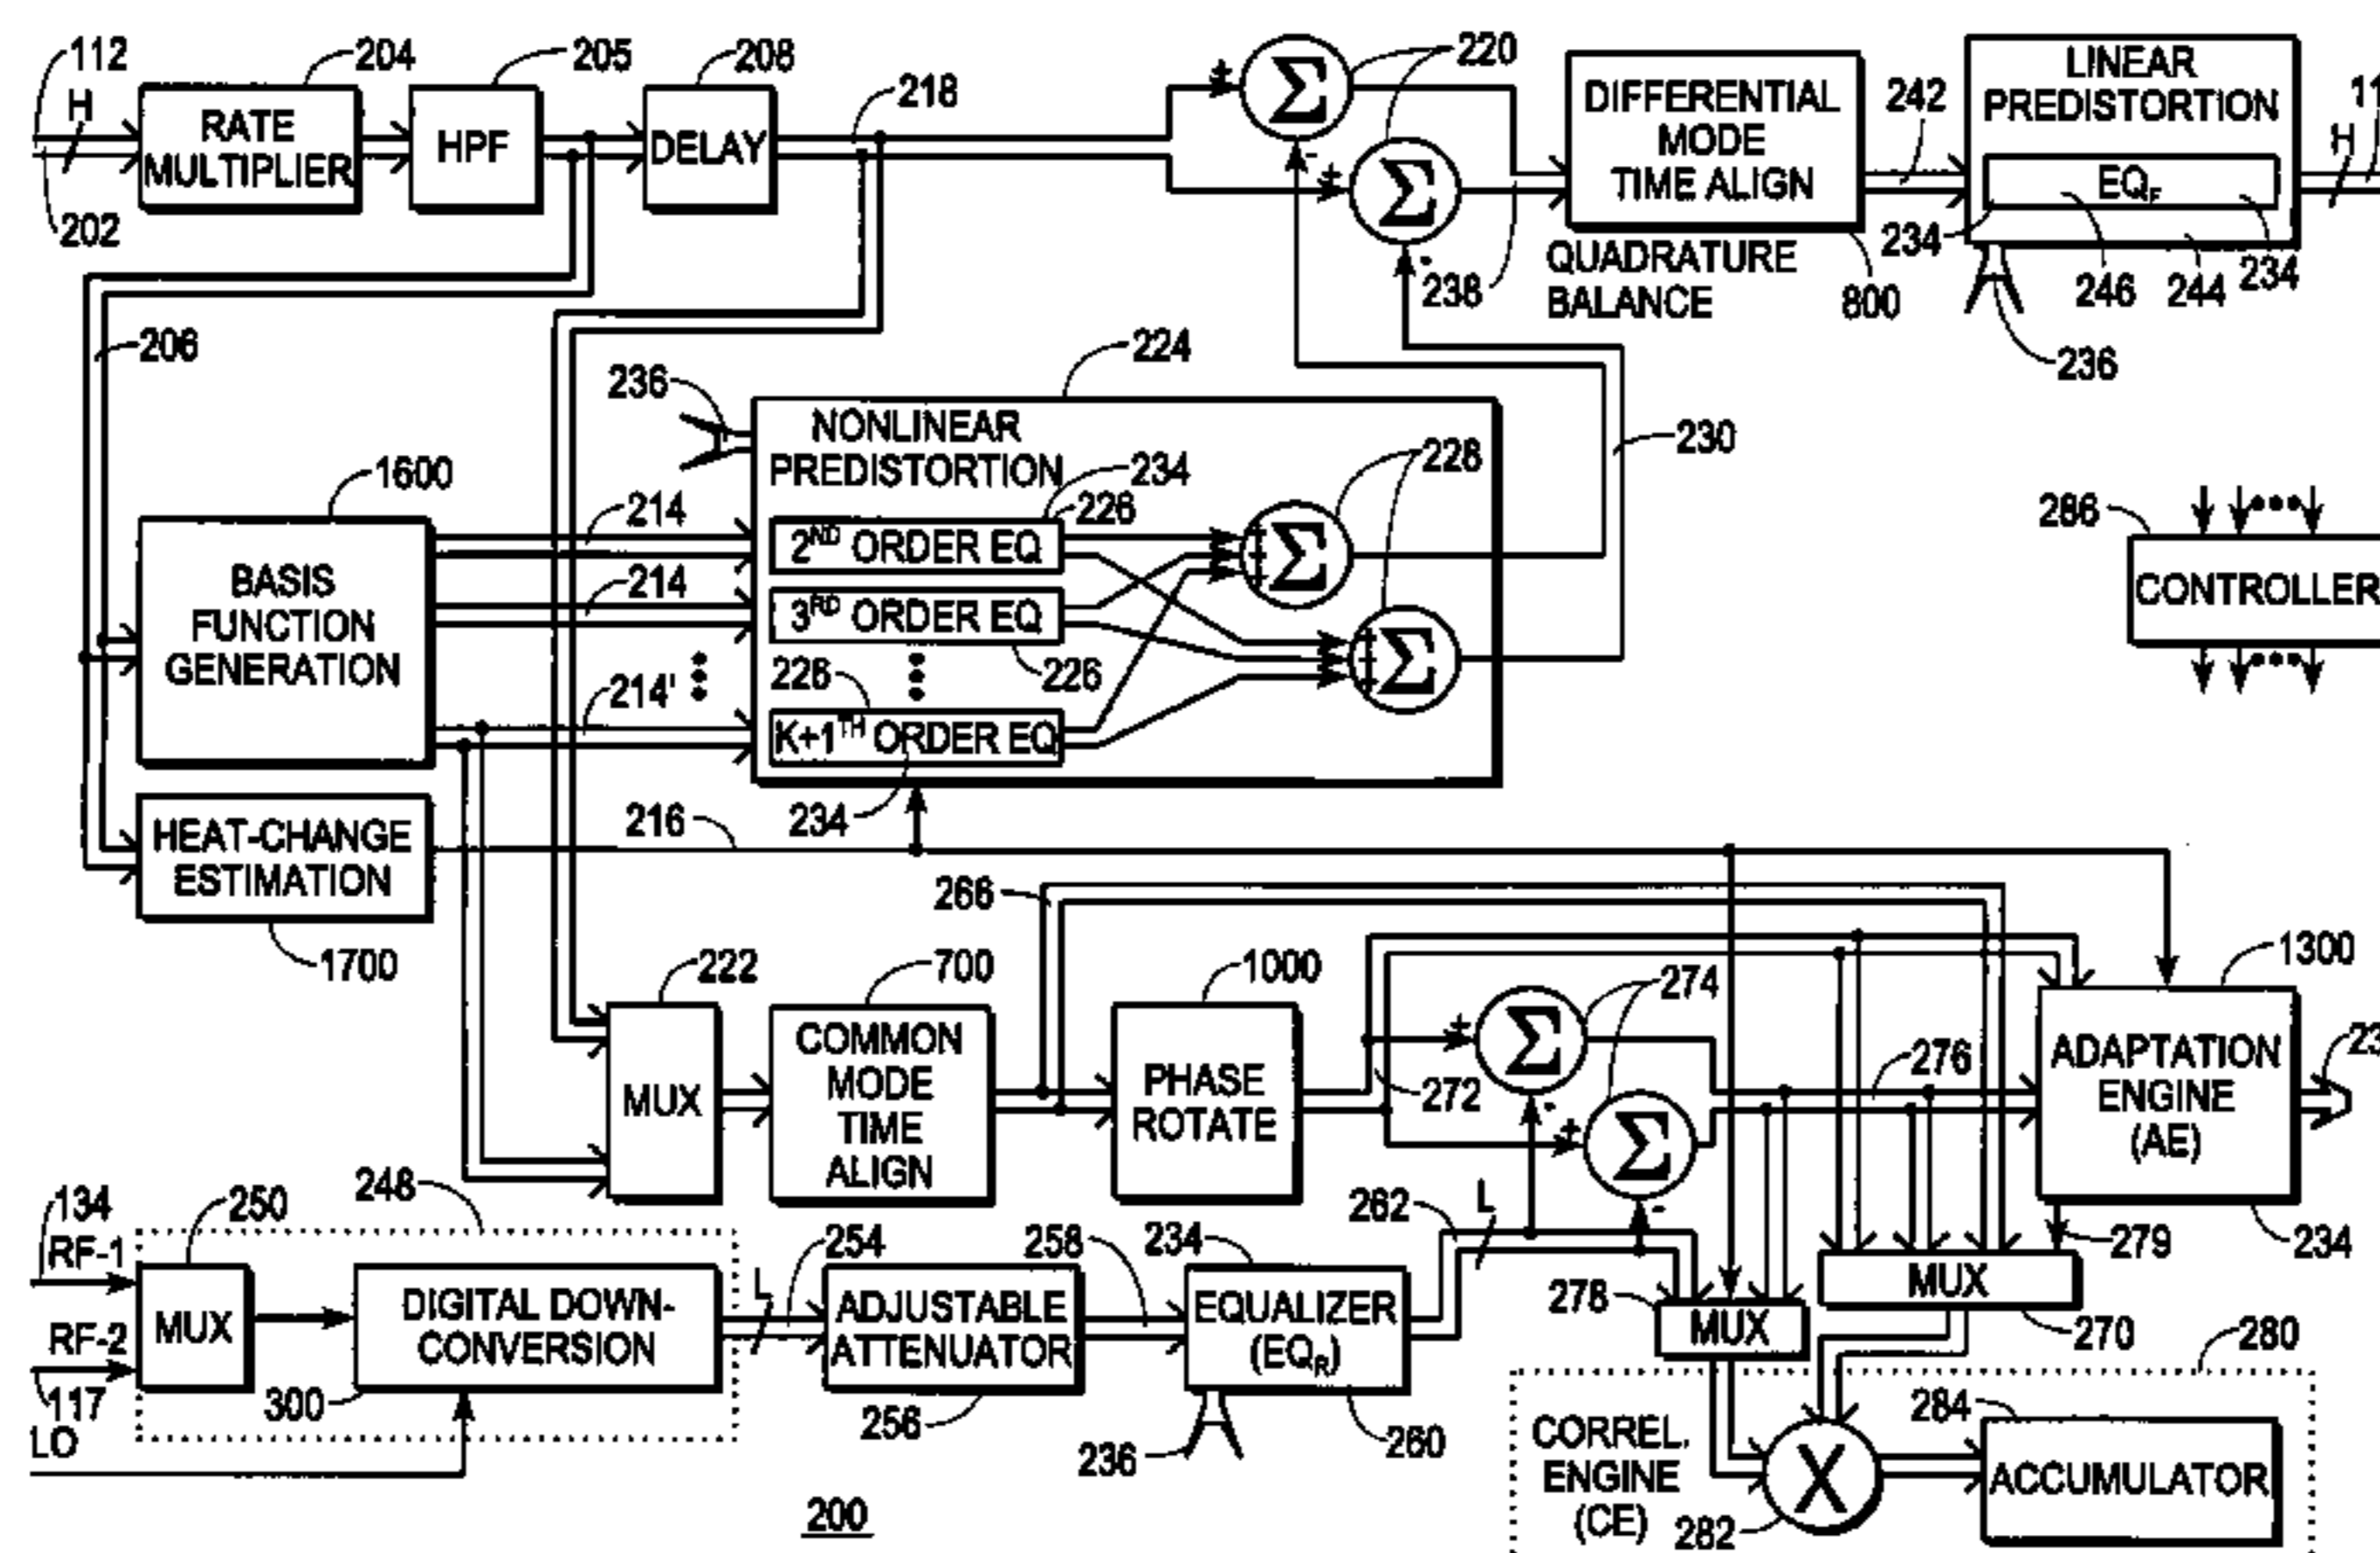 112
H
204
205
208
218
220
242
RATE
MULTIPLIER
HPF
DELAY
Σ
Σ
DIFFERENTIAL
MODE
TIME ALIGN
LINEAR
PREDISTORTION
EQF
H
202
+
-
+
-
238
QUADRATURE
BALANCE
800
234
246
244
234
236
206
236
224
230
1600
NONLINEAR
PREDISTORTION
234
226
228
214
2ND ORDER EQ
+
+
+
Σ
286
BASIS
FUNCTION
GENERATION
214
3RD ORDER EQ
+
+
+
Σ
CONTROLLER
226
226
214'
K+1TH ORDER EQ
234
HEAT-CHANGE
ESTIMATION
216
266
1700
222
700
1000
274
1300
MUX
COMMON
MODE
TIME
ALIGN
PHASE
ROTATE
272
+
Σ
-
+
Σ
-
276
ADAPTATION
ENGINE
(AE)
134
RF-1
250
248
254
258
234
262
L
279
234
MUX
DIGITAL DOWN-
CONVERSION
L
ADJUSTABLE
ATTENUATOR
EQUALIZER
(EQR)
278
MUX
MUX
RF-2
270
280
117
LO
300
256
236
260
CORREL.
ENGINE
(CE)
X
282
284
ACCUMULATOR
200